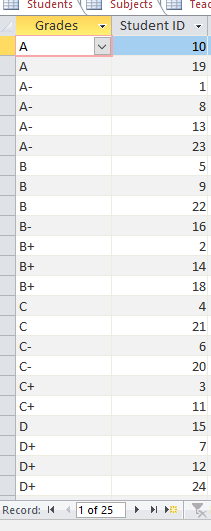 Students Subjects Teac
Grades Student ID
A 10
A 19
A- 1
A- 8
A- 13
A- 23
B 5
B 9
B 22
B- 16
B+ 2
B+ 14
B+ 18
C 4
C 21
C- 6
C- 20
C+ 3
C+ 11
D 15
D+ 7
D+ 12
D+ 24
Record: 1 of 25